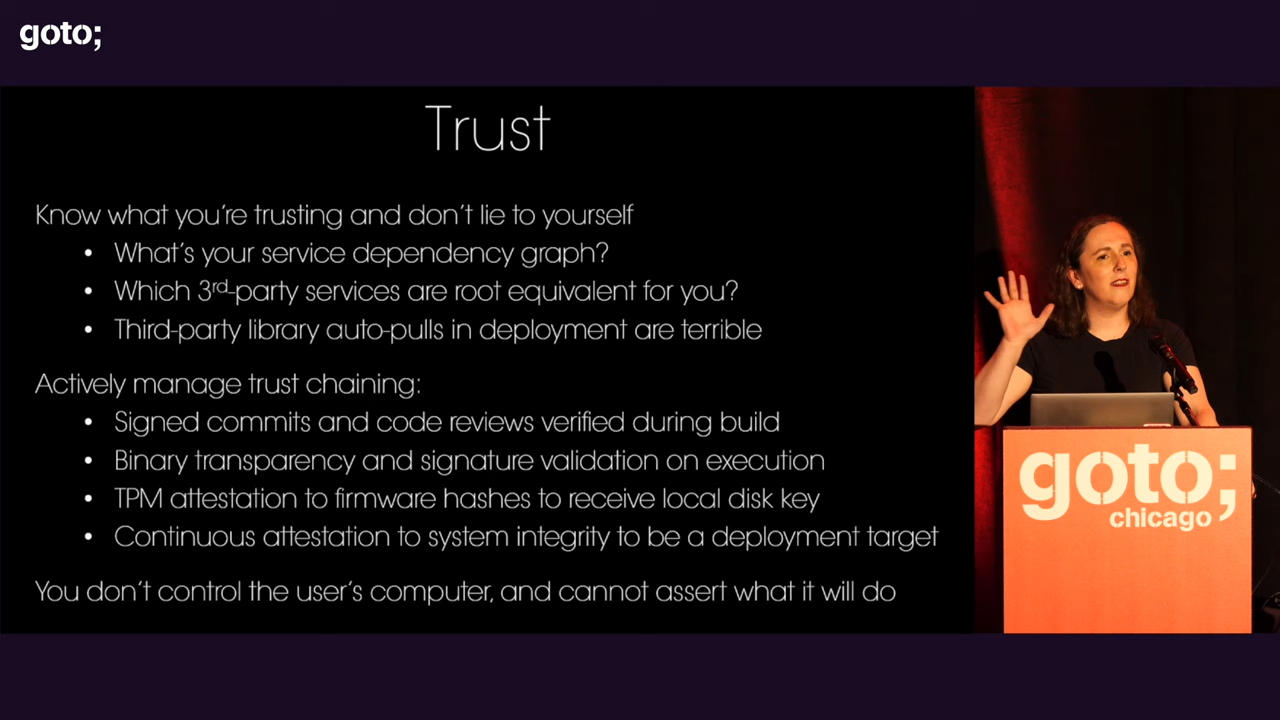 goto;
Trust
Know what you're trusting and don't lie to yourself
• What's your service dependency graph?
• Which 3rd-party services are root equivalent for you?
• Third-party library auto-pulls in deployment are terrible
Actively manage trust chaining:
• Signed commits and code reviews verified during build
• Binary transparency and signature validation on execution
• TPM attestation to firmware hashes to receive local disk key
• Continuous attestation to system integrity to be a deployment target
You don't control the user's computer, and cannot assert what it will do
goto;
chicago